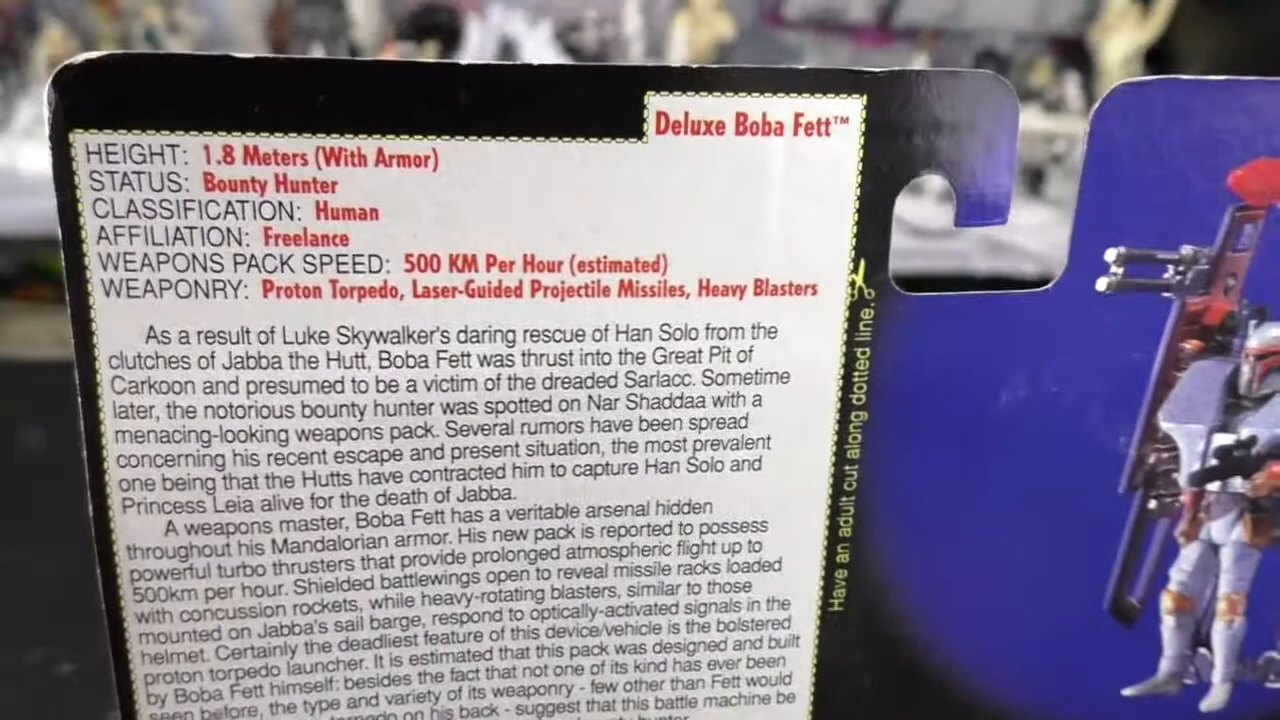 Deluxe Boba Fett™
HEIGHT: 1.8 Meters (With Armor)
STATUS: Bounty Hunter
CLASSIFICATION: Human
AFFILIATION: Freelance
WEAPONS PACK SPEED: 500 KM Per Hour (estimated)
WEAPONRY: Proton Torpedo, Laser-Guided Projectile Missiles, Heavy Blasters
As a result of Luke Skywalker's daring rescue of Han Solo from the
clutches of Jabba the Hutt, Boba Fett was thrust into the Great Pit of
Carkoon and presumed to be a victim of the dreaded Sarlacc. Sometime
later, the notorious bounty hunter was spotted on Nar Shaddaa with a
menacing-looking weapons pack. Several rumors have been spread
concerning his recent escape and present situation, the most prevalent
one being that the Hutts have contracted him to capture Han Solo and
Princess Leia alive for the death of Jabba.
A weapons master, Boba Fett has a veritable arsenal hidden
throughout his Mandalorian armor. His new pack is reported to possess
powerful turbo thrusters that provide prolonged atmospheric flight up to
500km per hour. Shielded battlewings open to reveal missile racks loaded
with concussion rockets, while heavy-rotating blasters, similar to those
mounted on Jabba's sail barge, respond to optically-activated signals in the
helmet. Certainly the deadliest feature of this device/vehicle is the bolstered
proton torpedo launcher. It is estimated that this pack was designed and built
by Boba Fett himself: besides the fact that not one of its kind has ever been
seen before, the type and variety of its weaponry - few other than Fett would
on his back - suggest that this battle machine be
Have an adult cut along dotted line.